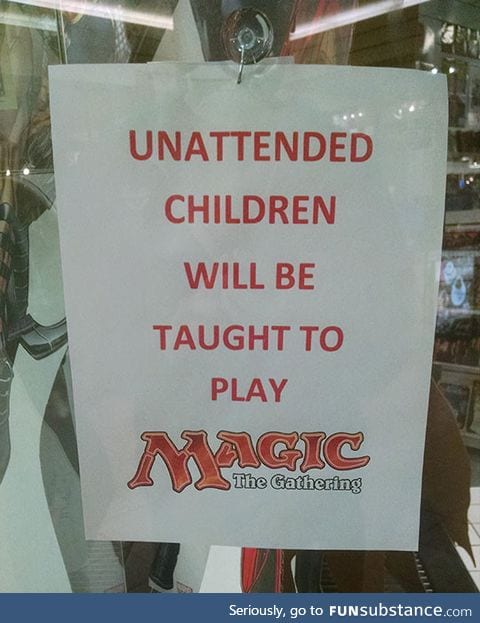 UNATTENDED
CHILDREN
WILL BE
TAUGHT TO
PLAY
MAGIC
The Gathering
Seriously, go to FUNsubstance.com